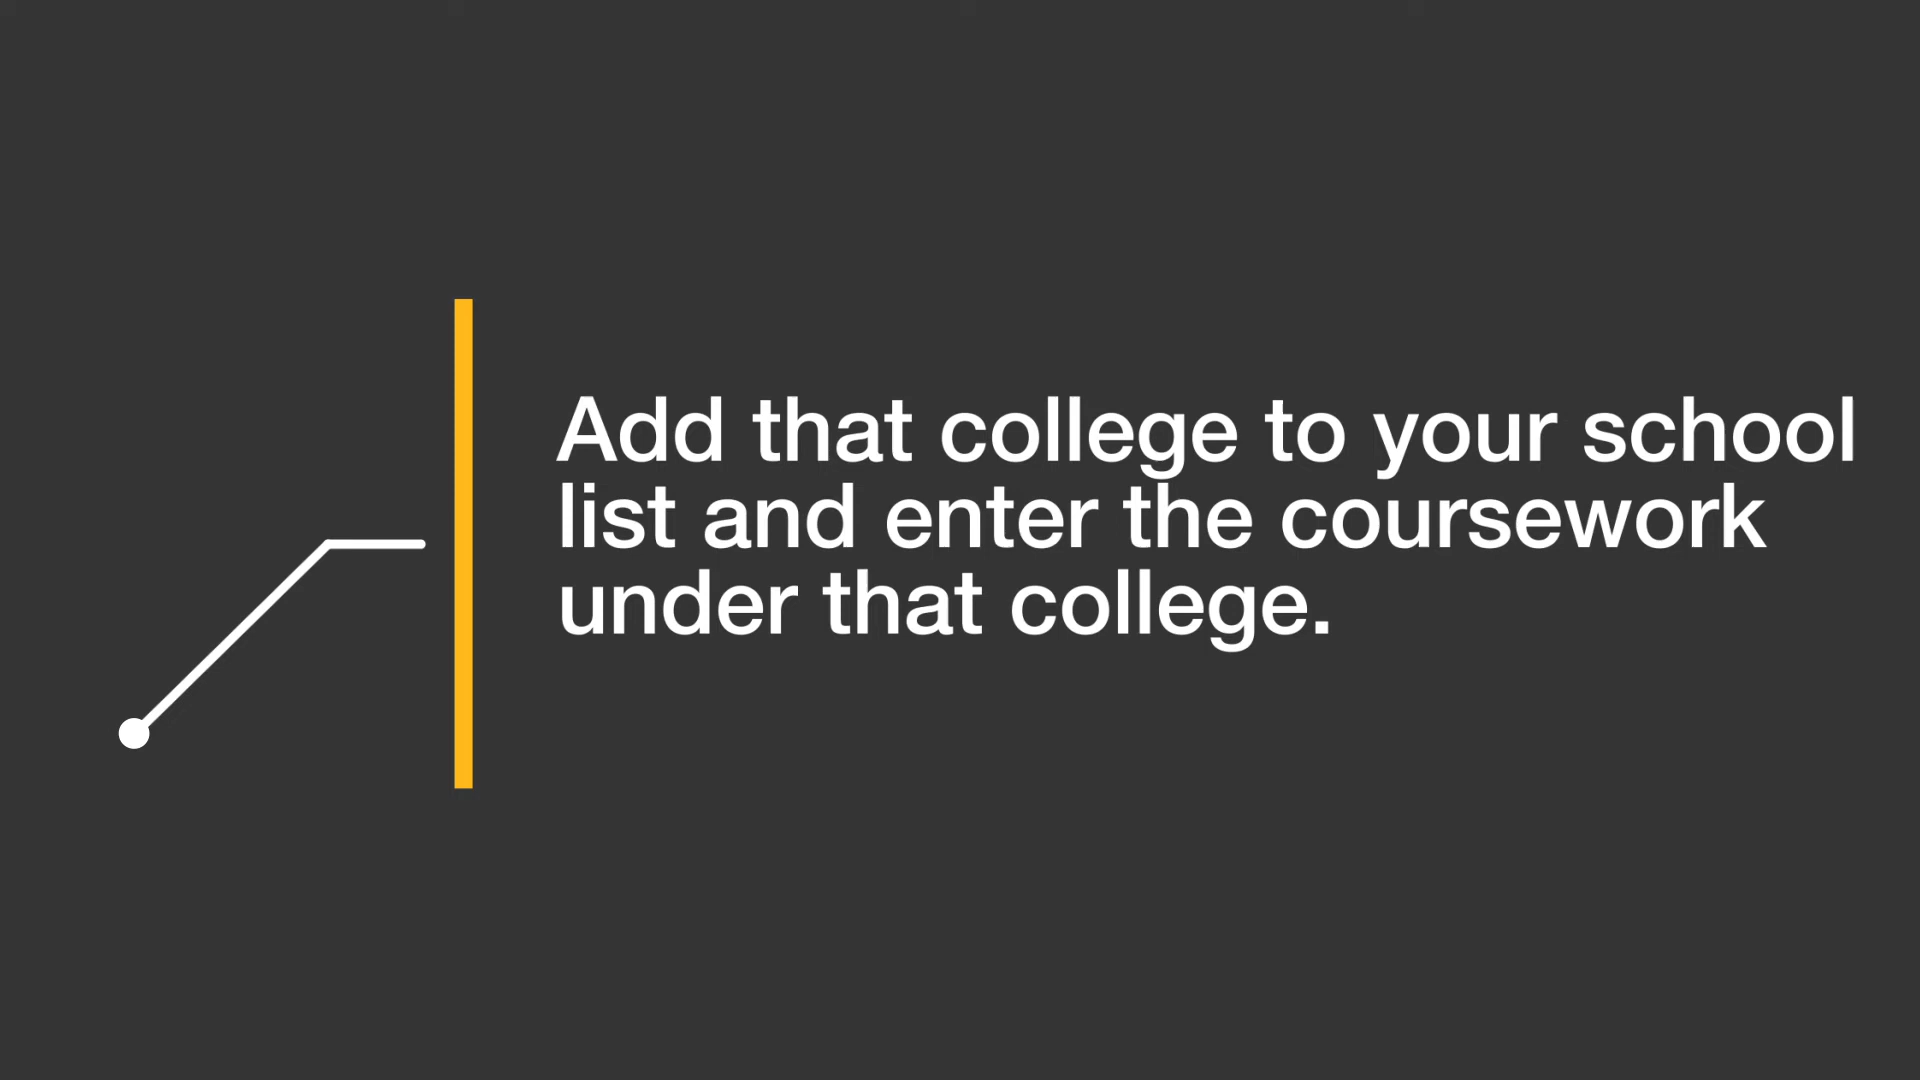 Add that college to your school
list and enter the coursework
under that college.